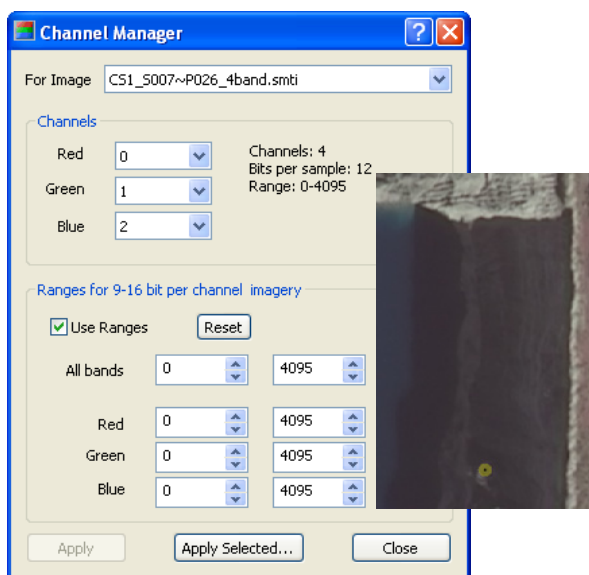 Channel Manager
For Image CS1_S007~P026_4band.smti
Channels
Red 0
Green 1
Blue 2
Channels: 4
Bits per sample: 12
Range: 0-4095
Ranges for 9-16 bit per channel imagery
Use Ranges Reset
All bands 0 4095
Red 0 4095
Green 0 4095
Blue 0 4095
Apply Apply Selected... Close